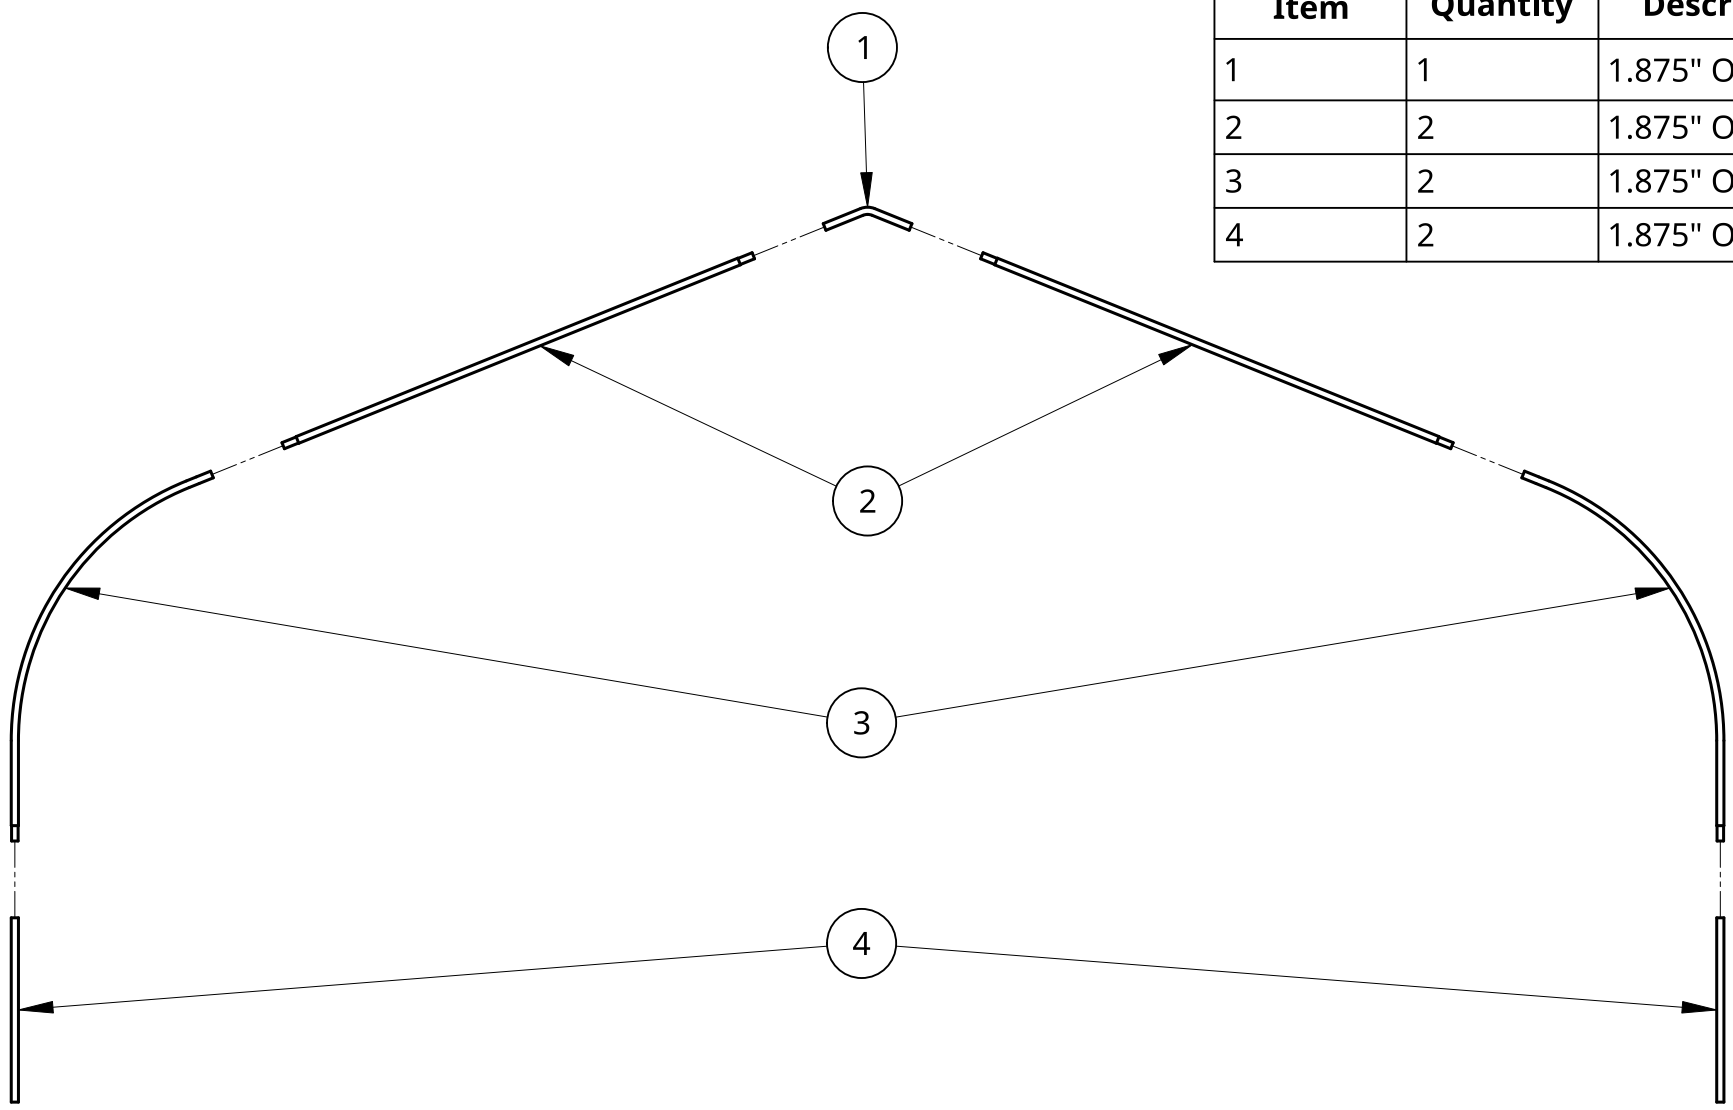 1
Item Quantity Descr
1 1 1.875" O
2 2 1.875" O
3 2 1.875" O
4 2 1.875" O
2
3
4